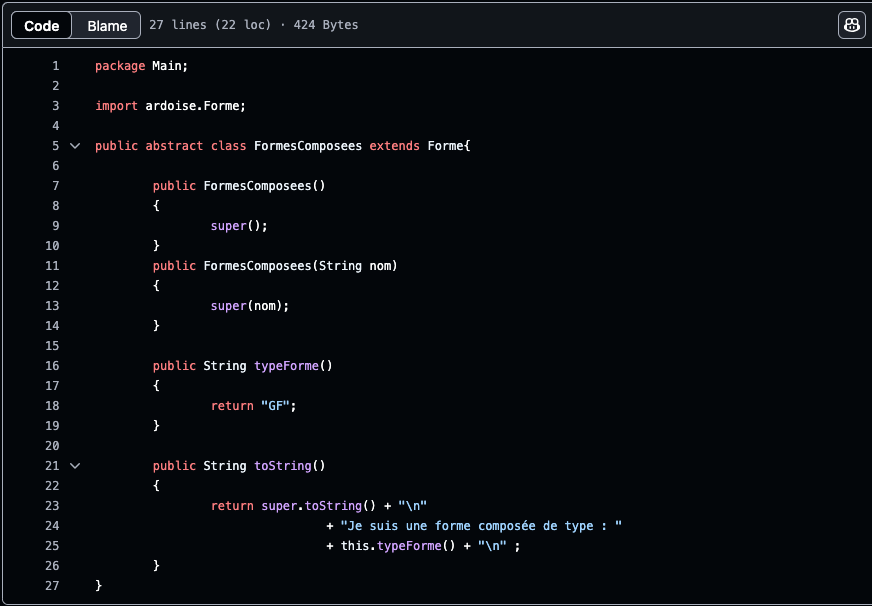 Code Blame 27 lines (22 loc) · 424 Bytes
1 package Main;
2
3 import ardoise.Forme;
4
5 public abstract class FormesComposees extends Forme{
6
7 public FormesComposees()
8 {
9 super();
10 }
11 public FormesComposees(String nom)
12 {
13 super(nom);
14 }
15
16 public String typeForme()
17 {
18 return "GF";
19 }
20
21 public String toString()
22 {
23 return super.toString() + "\n"
24 + "Je suis une forme composée de type : "
25 + this.typeForme() + "\n" ;
26 }
27 }